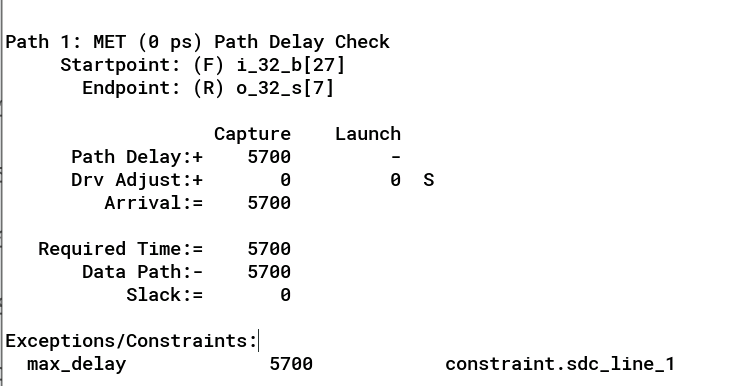 Path 1: MET (0 ps) Path Delay Check
Startpoint: (F) i_32_b[27]
Endpoint: (R) o_32_s[7]
Capture Launch
Path Delay:+ 5700 -
Drv Adjust:+ 0 0 S
Arrival:= 5700
Required Time:= 5700
Data Path:- 5700
Slack:= 0
Exceptions/Constraints:
max_delay 5700 constraint.sdc_line_1